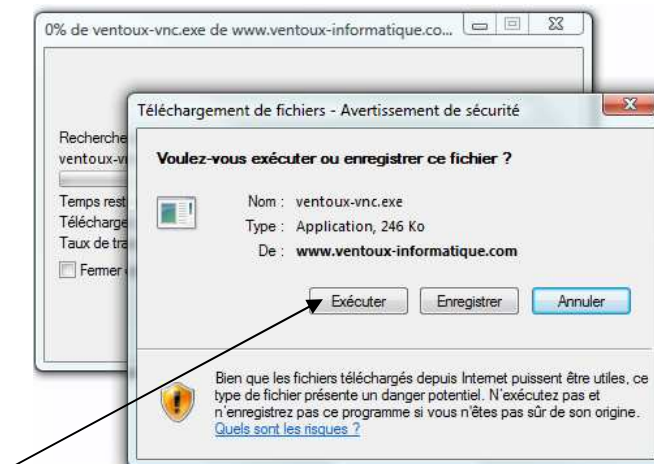 0% de ventoux-vnc.exe de www.ventoux-informatique.co...
Téléchargement de fichiers - Avertissement de sécurité
Recherche
ventoux-v
Temps rest
Télécharge
Taux de tra
Fermer
Voulez-vous exécuter ou enregistrer ce fichier ?
Nom : ventoux-vnc.exe
Type : Application, 246 Ko
De : www.ventoux-informatique.com
Exécuter Enregistrer Annuler
Bien que les fichiers téléchargés depuis Internet puissent être utiles, ce
type de fichier présente un danger potentiel. N'exécutez pas et
n'enregistrez pas ce programme si vous n'êtes pas sûr de son origine.
Quels sont les risques ?